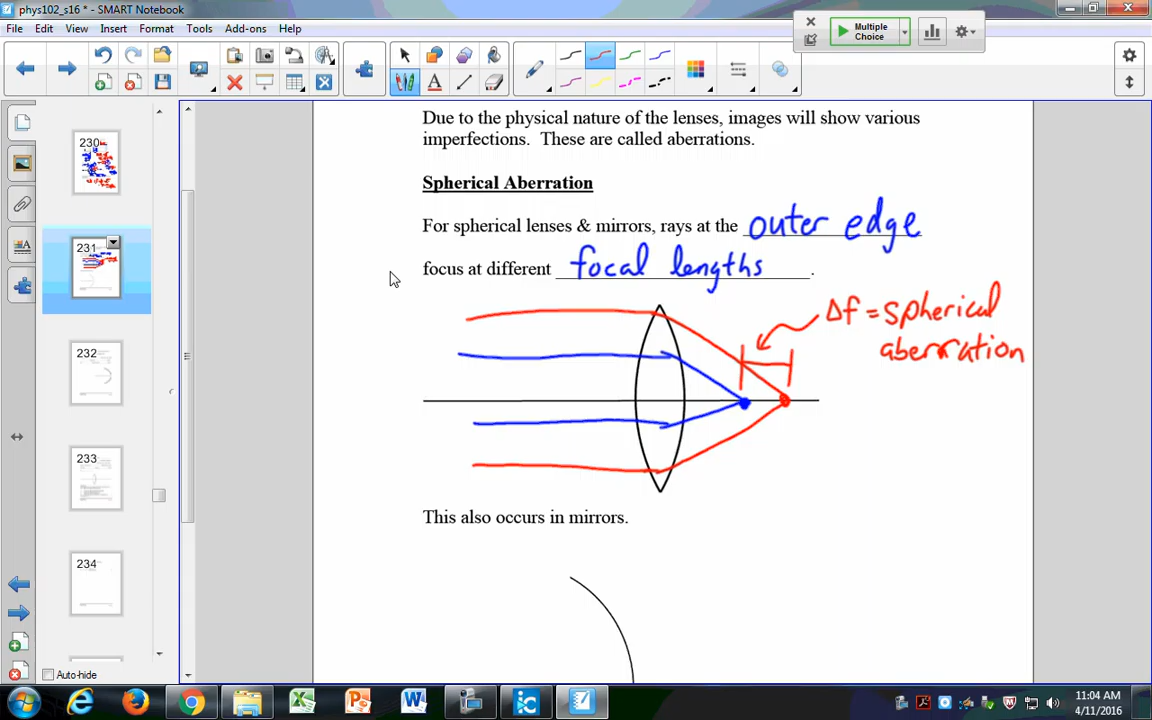 phys102_s16 * - SMART Notebook
File Edit View Insert Format Tools Add-ons Help
Multiple
Choice
230
231
232
233
234
Auto-hide
Due to the physical nature of the lenses, images will show various
imperfections. These are called aberrations.
Spherical Aberration
For spherical lenses & mirrors, rays at the outer edge
focus at different focal lengths.
Δf = spherical
aberration
This also occurs in mirrors.
11:04 AM
4/11/2016